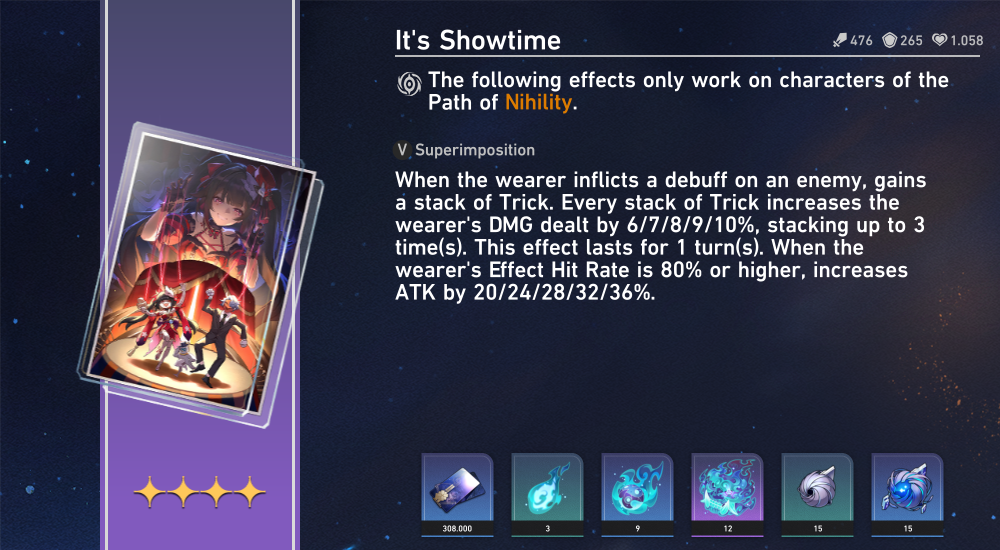 It's Showtime
476 265 1.058
The following effects only work on characters of the
Path of Nihility.
V Superimposition
When the wearer inflicts a debuff on an enemy, gains
a stack of Trick. Every stack of Trick increases the
wearer's DMG dealt by 6/7/8/9/10%, stacking up to 3
time(s). This effect lasts for 1 turn(s). When the
wearer's Effect Hit Rate is 80% or higher, increases
ATK by 20/24/28/32/36%.
308.000 3 9 12 15 15